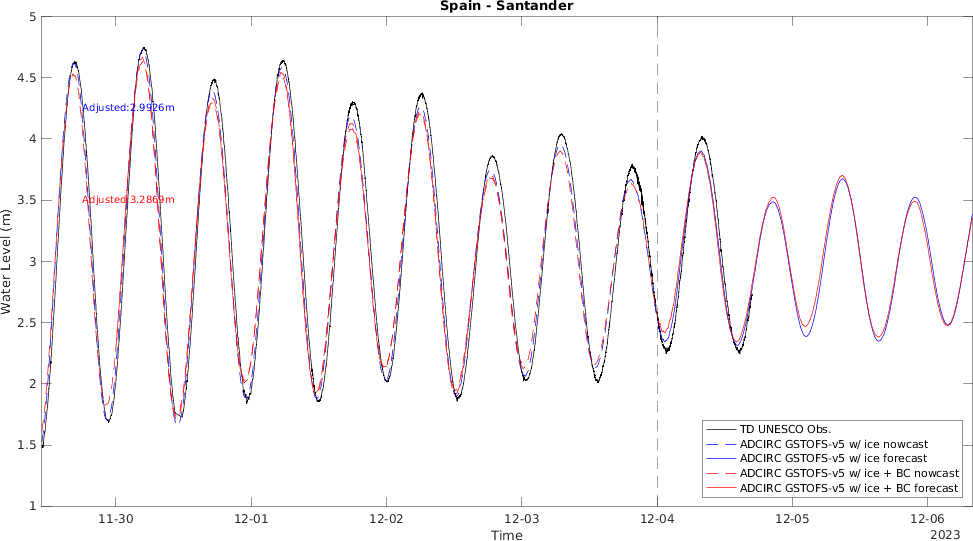 Spain - Santander
5
4.5
Adjusted:2.9926m
4
3.5
Adjusted:3.2869m
Water Level (m)
3
2.5
2
1.5
1
TD UNESCO Obs.
ADCIRC GSTOFS-v5 w/ ice nowcast
ADCIRC GSTOFS-v5 w/ ice forecast
ADCIRC GSTOFS-v5 w/ ice + BC nowcast
ADCIRC GSTOFS-v5 w/ ice + BC forecast
11-30 12-01 12-02 12-03 12-04 12-05 12-06
Time
2023